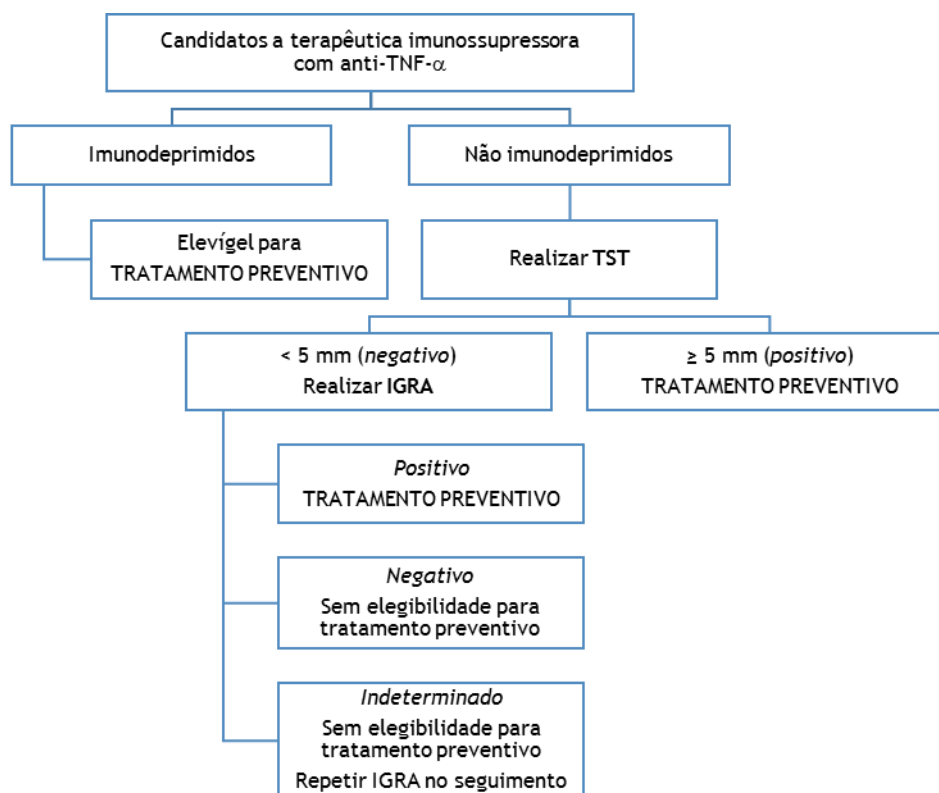 Candidatos a terapêutica imunossupressora
com anti-TNF-α
Imunodeprimidos
Não imunodeprimidos
Elevígel para
TRATAMENTO PREVENTIVO
Realizar TST
< 5 mm (negativo)
Realizar IGRA
≥ 5 mm (positivo)
TRATAMENTO PREVENTIVO
Positivo
TRATAMENTO PREVENTIVO
Negativo
Sem elegibilidade para
tratamento preventivo
Indeterminado
Sem elegibilidade para
tratamento preventivo
Repetir IGRA no seguimento